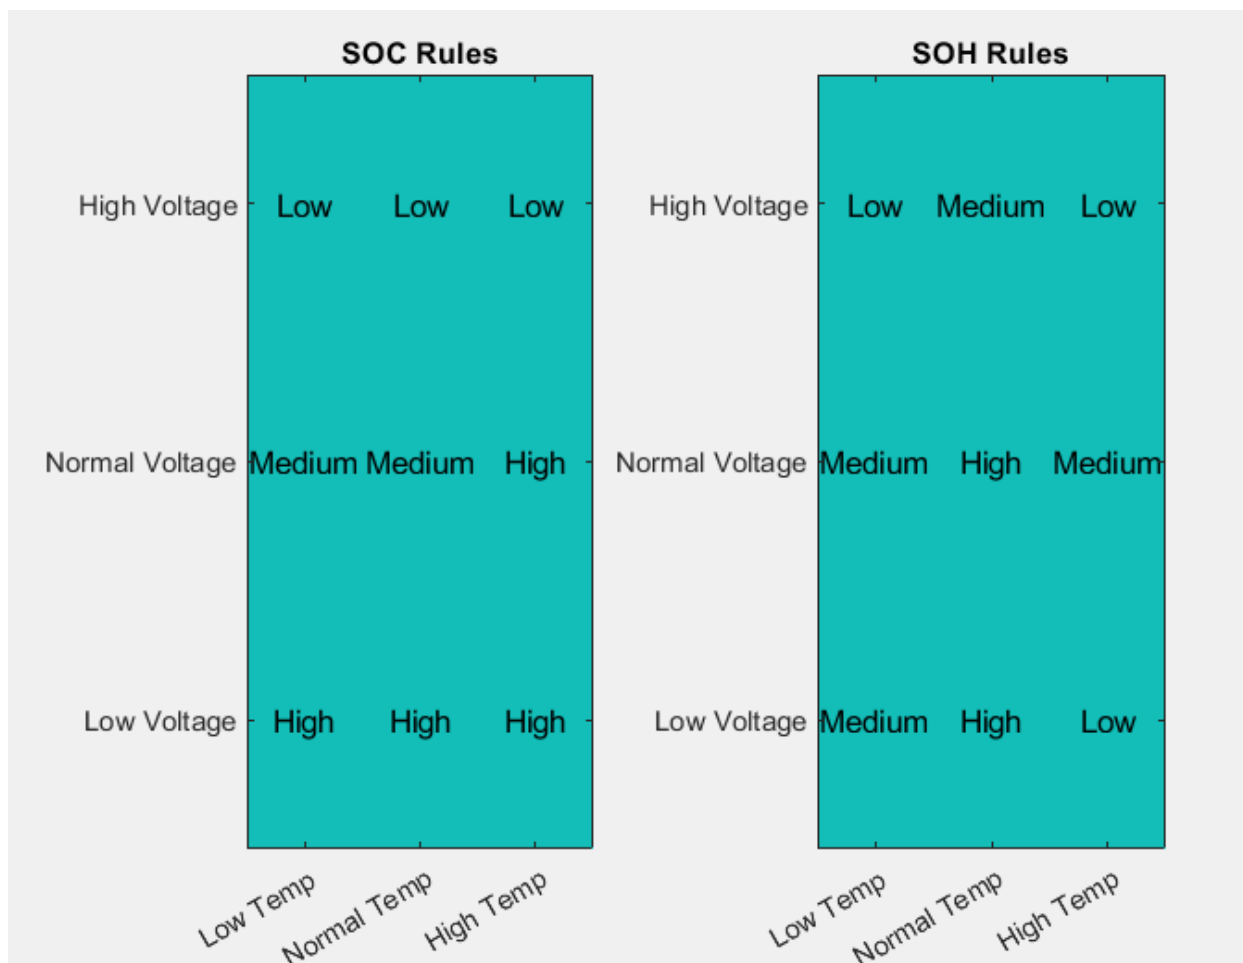 SOC Rules
High Voltage Low Low Low
Normal Voltage Medium Medium High
Low Voltage High High High
Low Temp Normal Temp High Temp
SOH Rules
High Voltage Low Medium Low
Normal Voltage Medium High Medium
Low Voltage Medium High Low
Low Temp Normal Temp High Temp